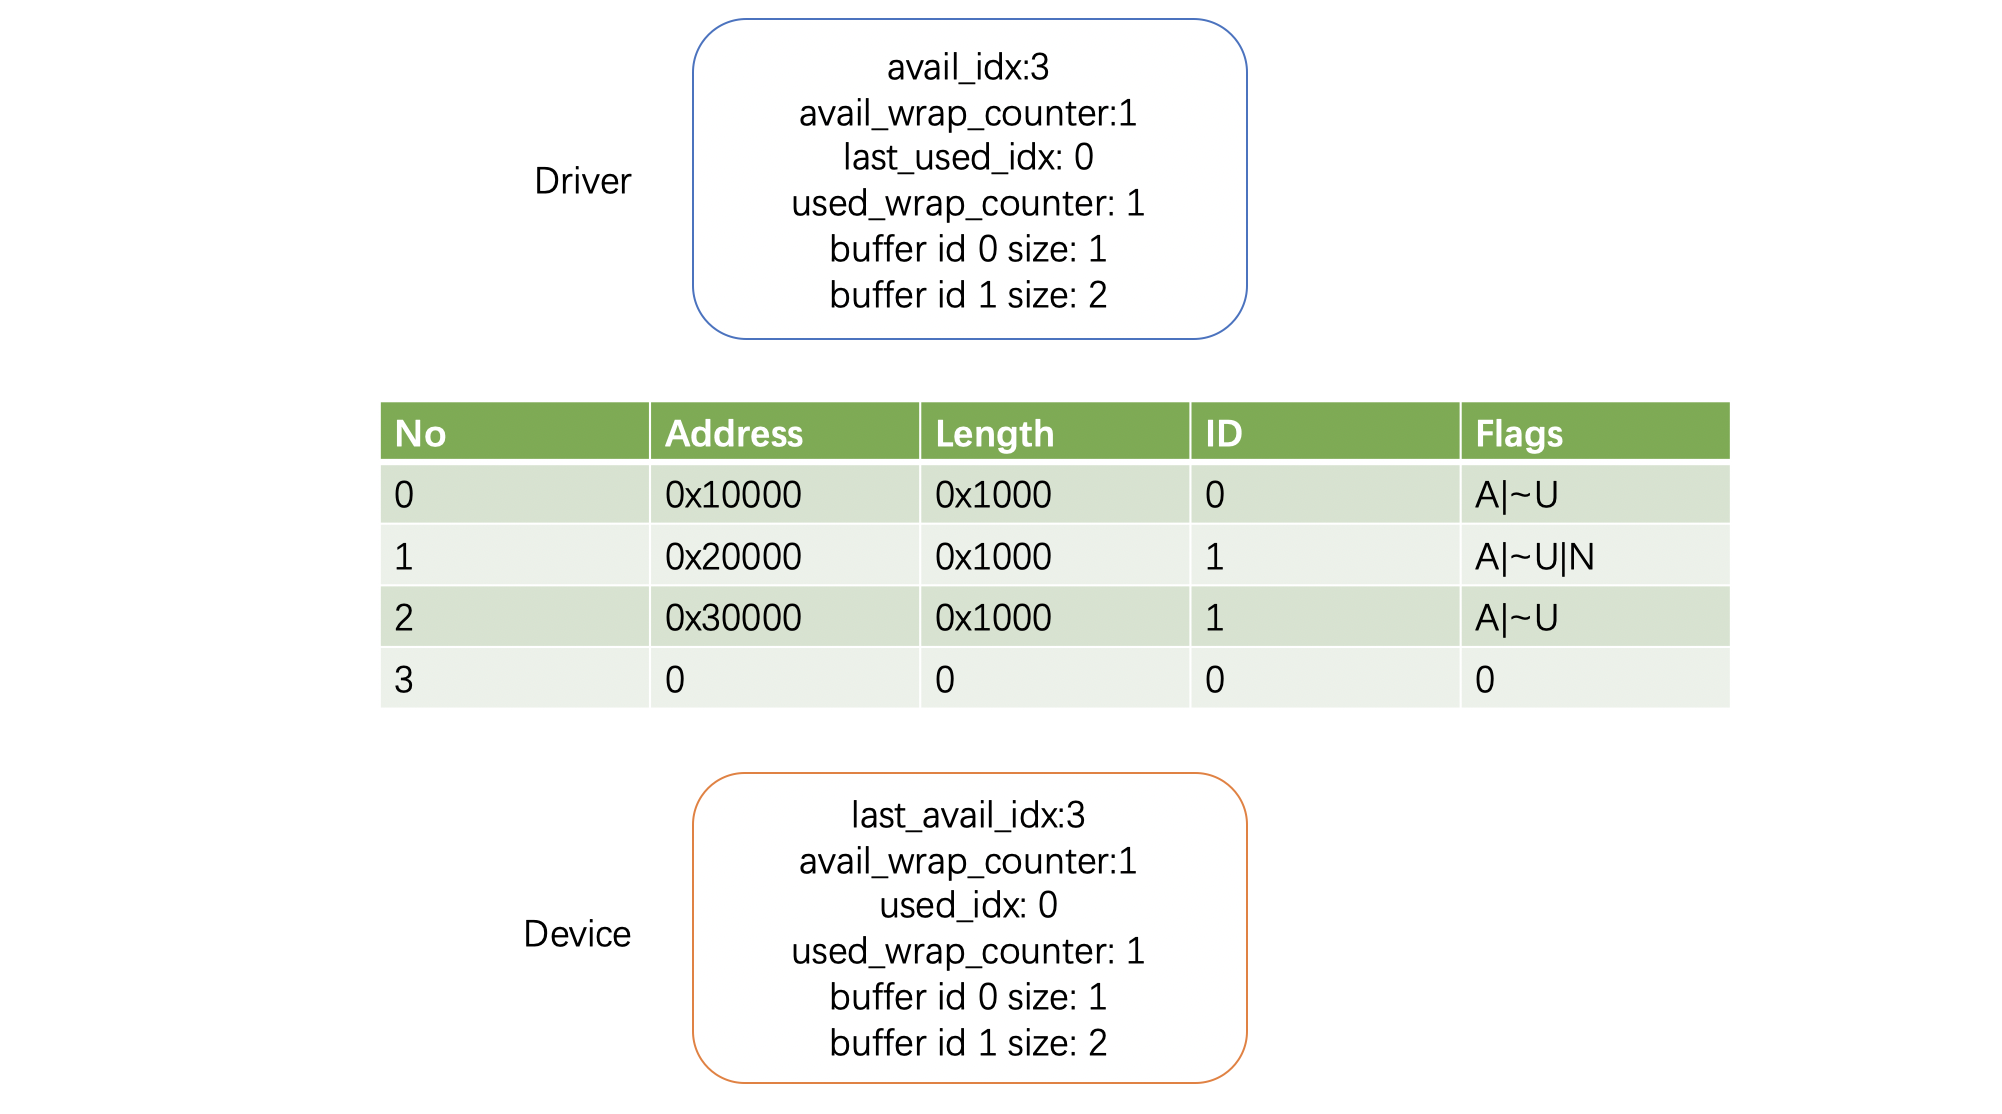 avail_idx:3
avail_wrap_counter:1
last_used_idx: 0
Driver
used_wrap_counter: 1
buffer id 0 size: 1
buffer id 1 size: 2
No Address Length ID Flags
0 0x10000 0x1000 0 A|~U
1 0x20000 0x1000 1 A|~U|N
2 0x30000 0x1000 1 A|~U
3 0 0 0 0
last_avail_idx:3
avail_wrap_counter:1
used_idx: 0
Device
used_wrap_counter: 1
buffer id 0 size: 1
buffer id 1 size: 2